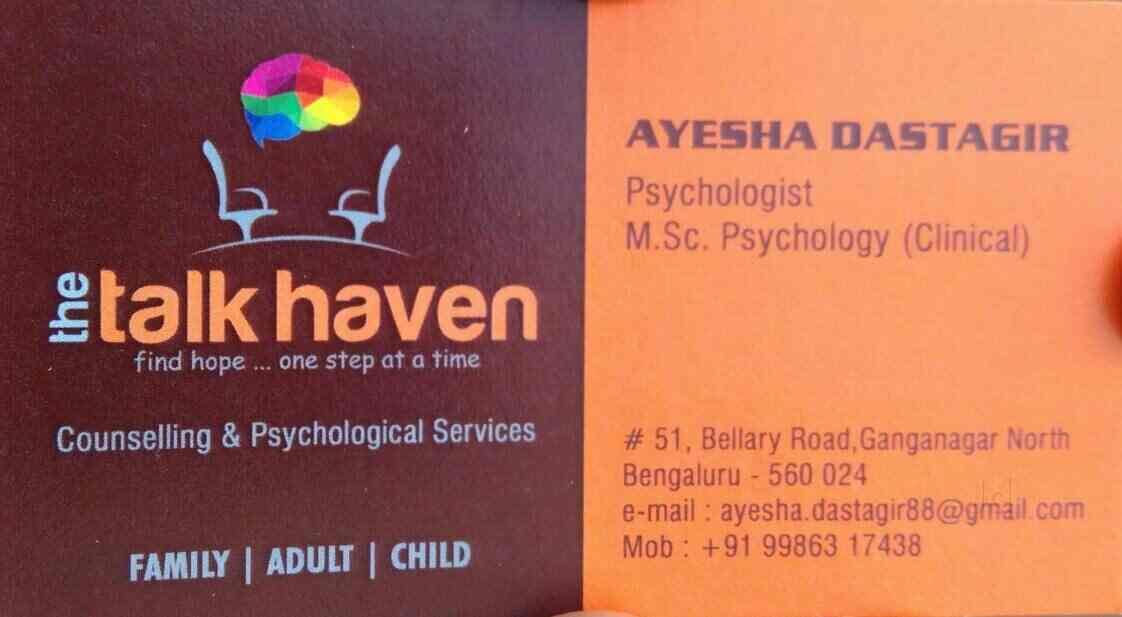 the talk haven
find hope ... one step at a time
Counselling & Psychological Services
FAMILY | ADULT | CHILD
AYESHA DASTAGIR
Psychologist
M.Sc. Psychology (Clinical)
# 51, Bellary Road,Ganganagar North
Bengaluru - 560 024
e-mail : ayesha.dastagir88@gmail.com
Mob : +91 99863 17438